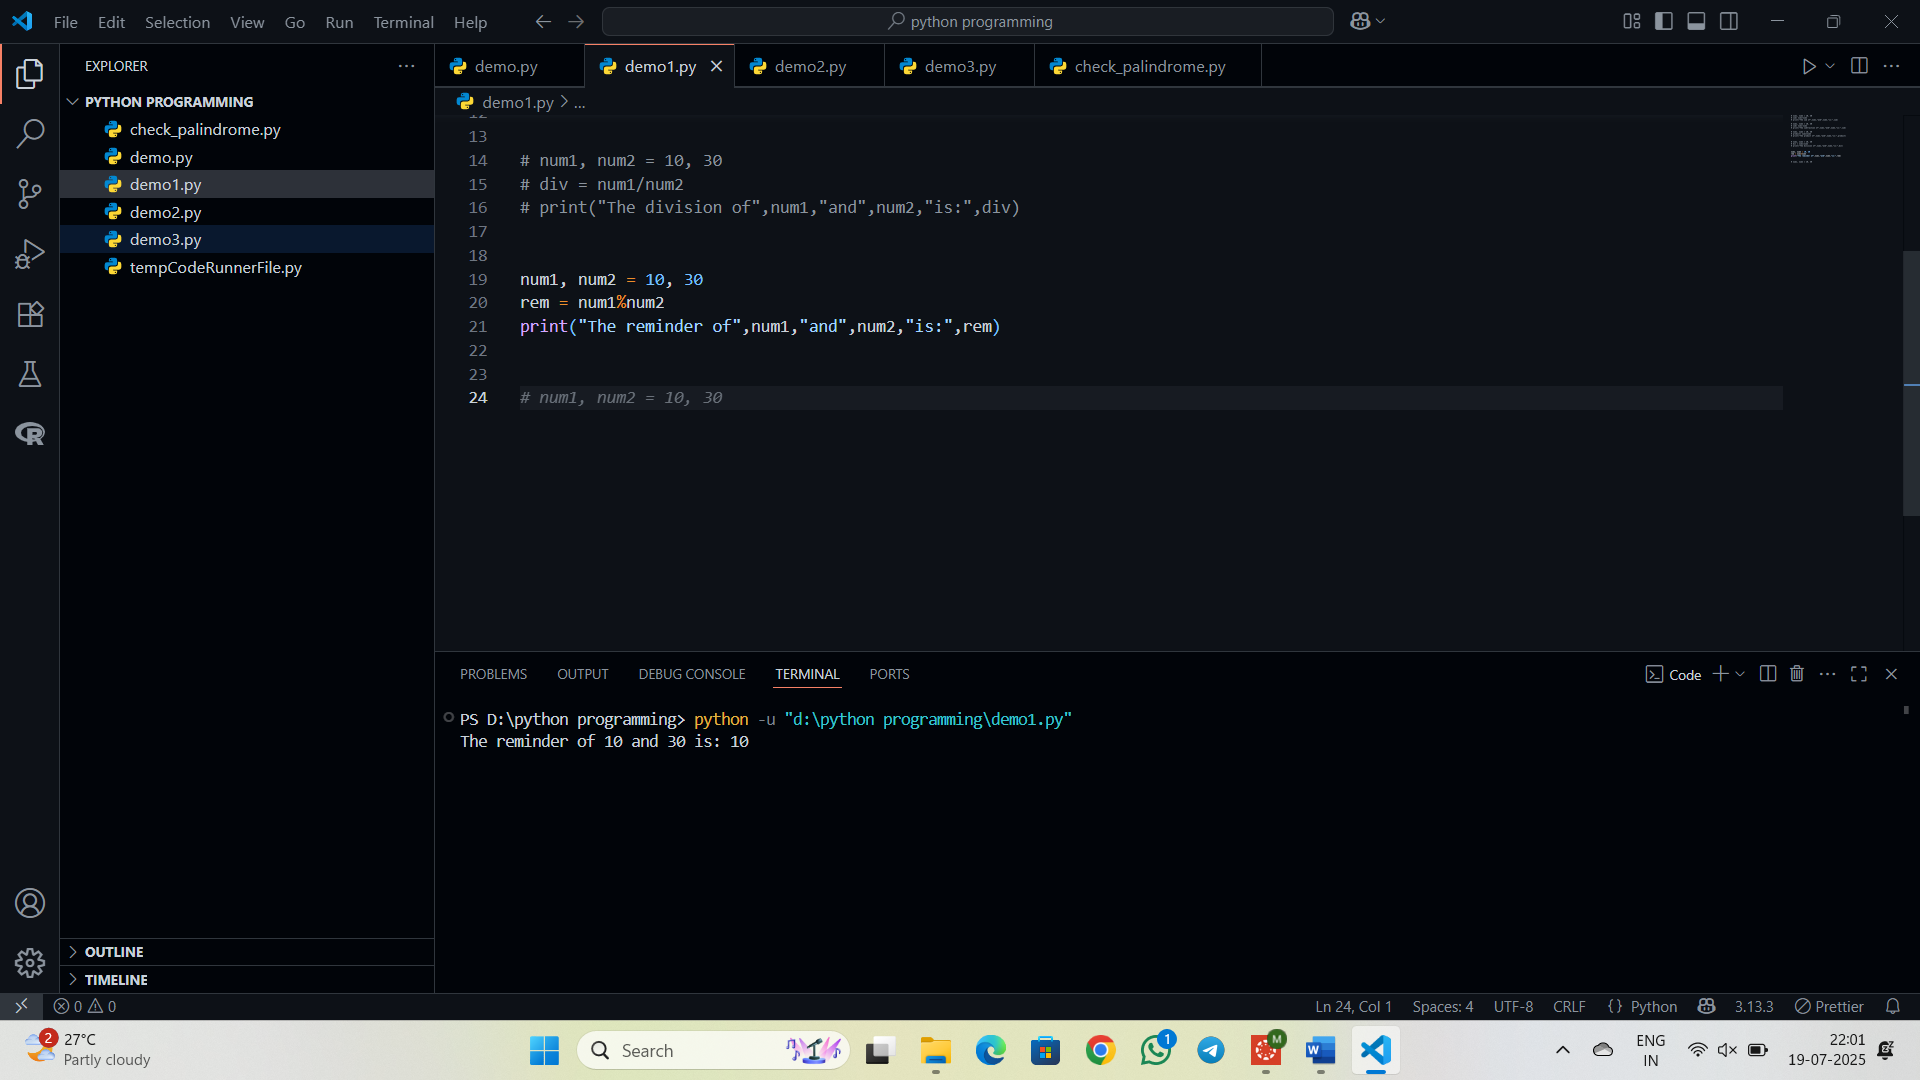 File Edit Selection View Go Run Terminal Help
python programming
EXPLORER
PYTHON PROGRAMMING
check_palindrome.py
demo.py
demo1.py
demo2.py
demo3.py
tempCodeRunnerFile.py
OUTLINE
TIMELINE
demo.py demo1.py demo2.py demo3.py check_palindrome.py
demo1.py > ...
12
13
14 # num1, num2 = 10, 30
15 # div = num1/num2
16 # print("The division of",num1,"and",num2,"is:",div)
17
18
19 num1, num2 = 10, 30
20 rem = num1%num2
21 print("The reminder of",num1,"and",num2,"is:",rem)
22
23
24 # num1, num2 = 10, 30
PROBLEMS OUTPUT DEBUG CONSOLE TERMINAL PORTS
Code
PS D:\python programming> python -u "d:\python programming\demo1.py"
The reminder of 10 and 30 is: 10
0 0
Ln 24, Col 1 Spaces: 4 UTF-8 CRLF {} Python 3.13.3 Prettier
2
27°C
Partly cloudy
Search
1
M
W
ENG
IN
22:01
19-07-2025